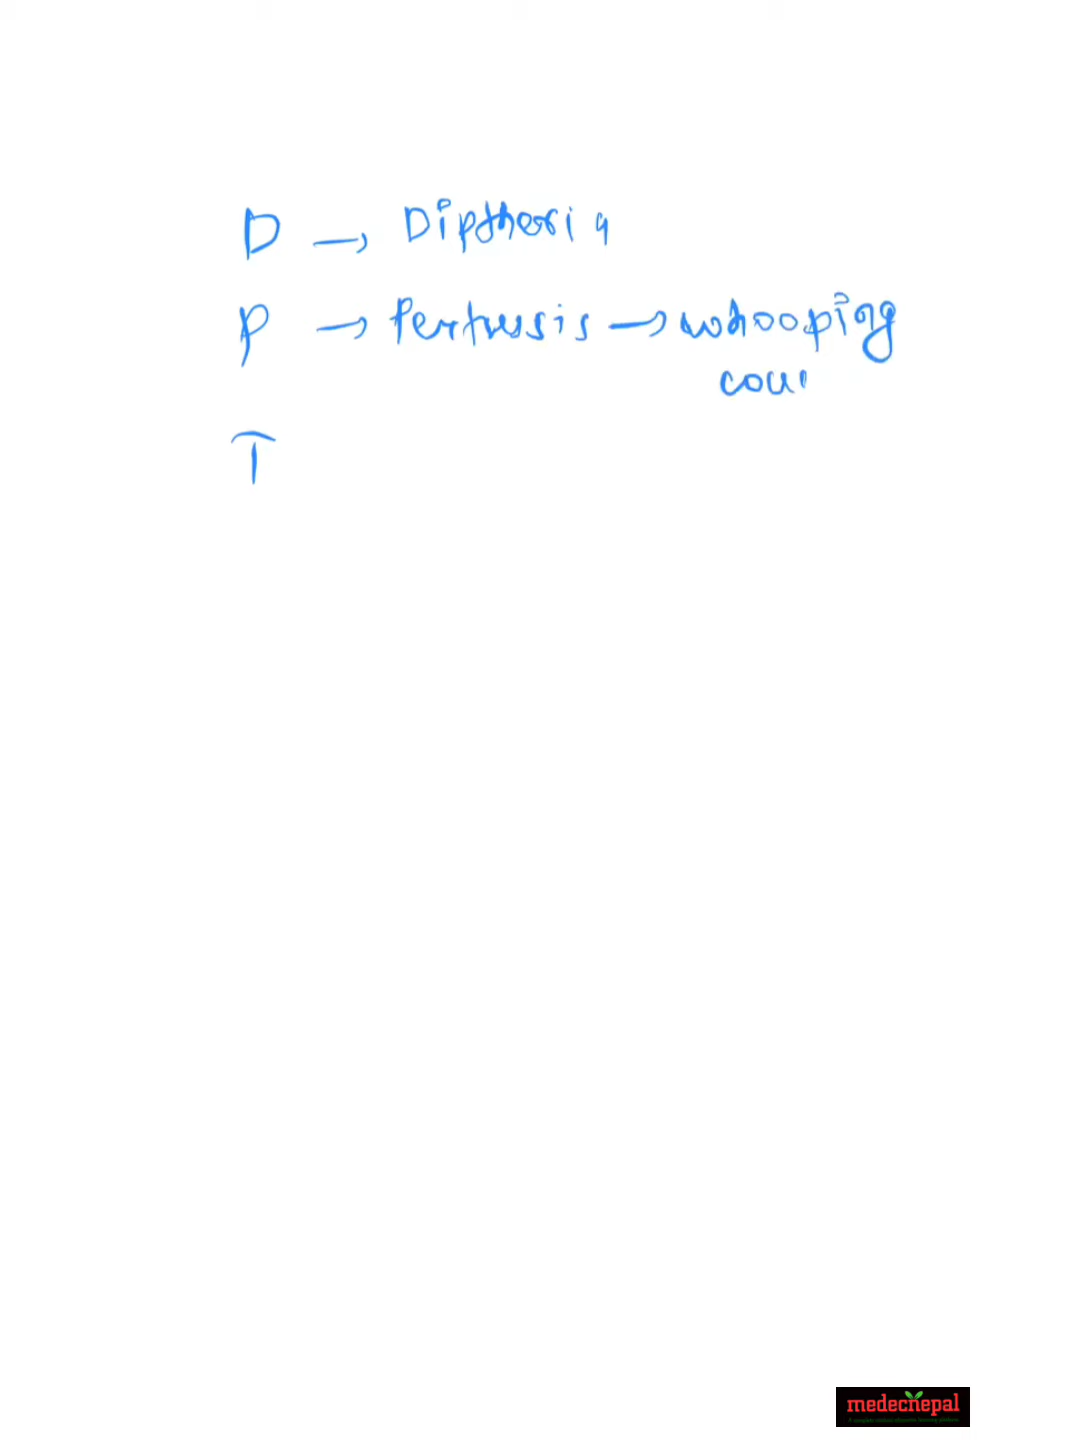 D → Diptheria
P → Pertussis → whooping
cou
T
medecnepal